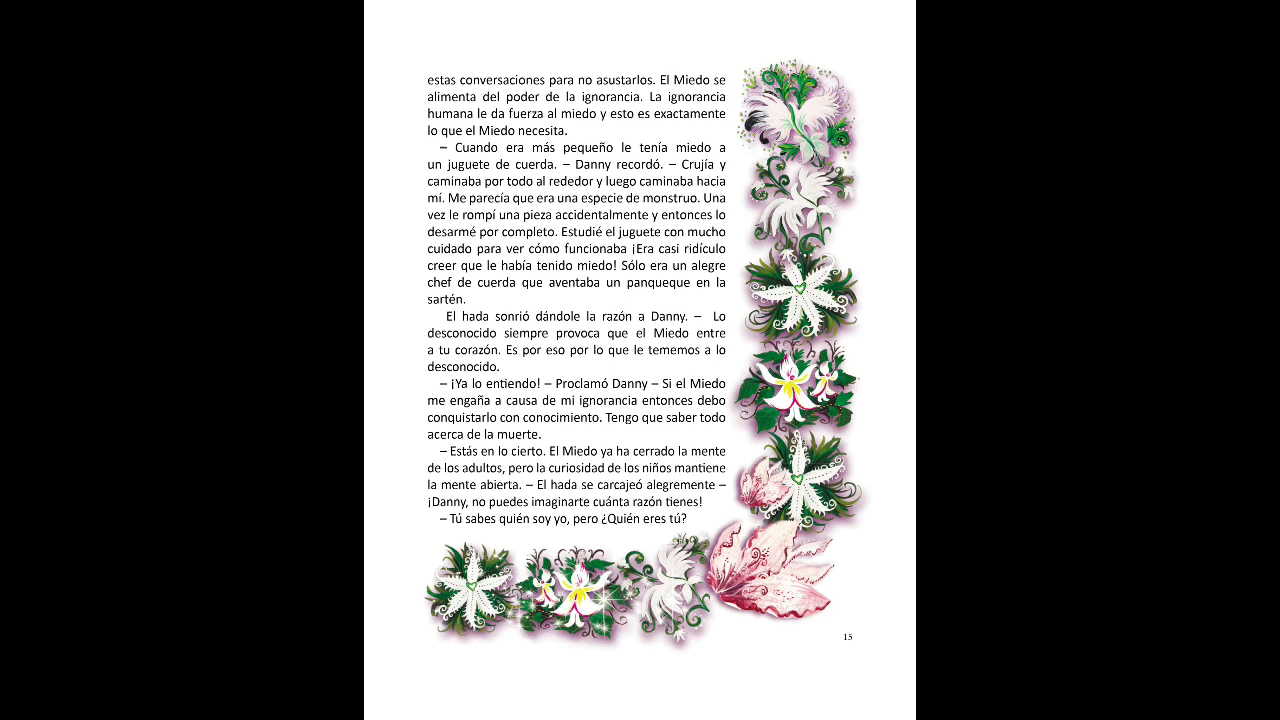 estas conversaciones para no asustarlos. El Miedo se
alimenta del poder de la ignorancia. La ignorancia
humana le da fuerza al miedo y esto es exactamente
lo que el Miedo necesita.
– Cuando era más pequeño le tenía miedo a
un juguete de cuerda. – Danny recordó. – Crujía y
caminaba por todo al rededor y luego caminaba hacia
mí. Me parecía que era una especie de monstruo. Una
vez le rompí una pieza accidentalmente y entonces lo
desarmé por completo. Estudié el juguete con mucho
cuidado para ver cómo funcionaba ¡Era casi ridículo
creer que le había tenido miedo! Sólo era un alegre
chef de cuerda que aventaba un panqueque en la
sartén.
El hada sonrió dándole la razón a Danny. – Lo
desconocido siempre provoca que el Miedo entre
a tu corazón. Es por eso por lo que le tememos a lo
desconocido.
– ¡Ya lo entiendo! – Proclamó Danny – Si el Miedo
me engaña a causa de mi ignorancia entonces debo
conquistarlo con conocimiento. Tengo que saber todo
acerca de la muerte.
– Estás en lo cierto. El Miedo ya ha cerrado la mente
de los adultos, pero la curiosidad de los niños mantiene
la mente abierta. – El hada se carcajeó alegremente –
¡Danny, no puedes imaginarte cuánta razón tienes!
– Tú sabes quién soy yo, pero ¿Quién eres tú?
15